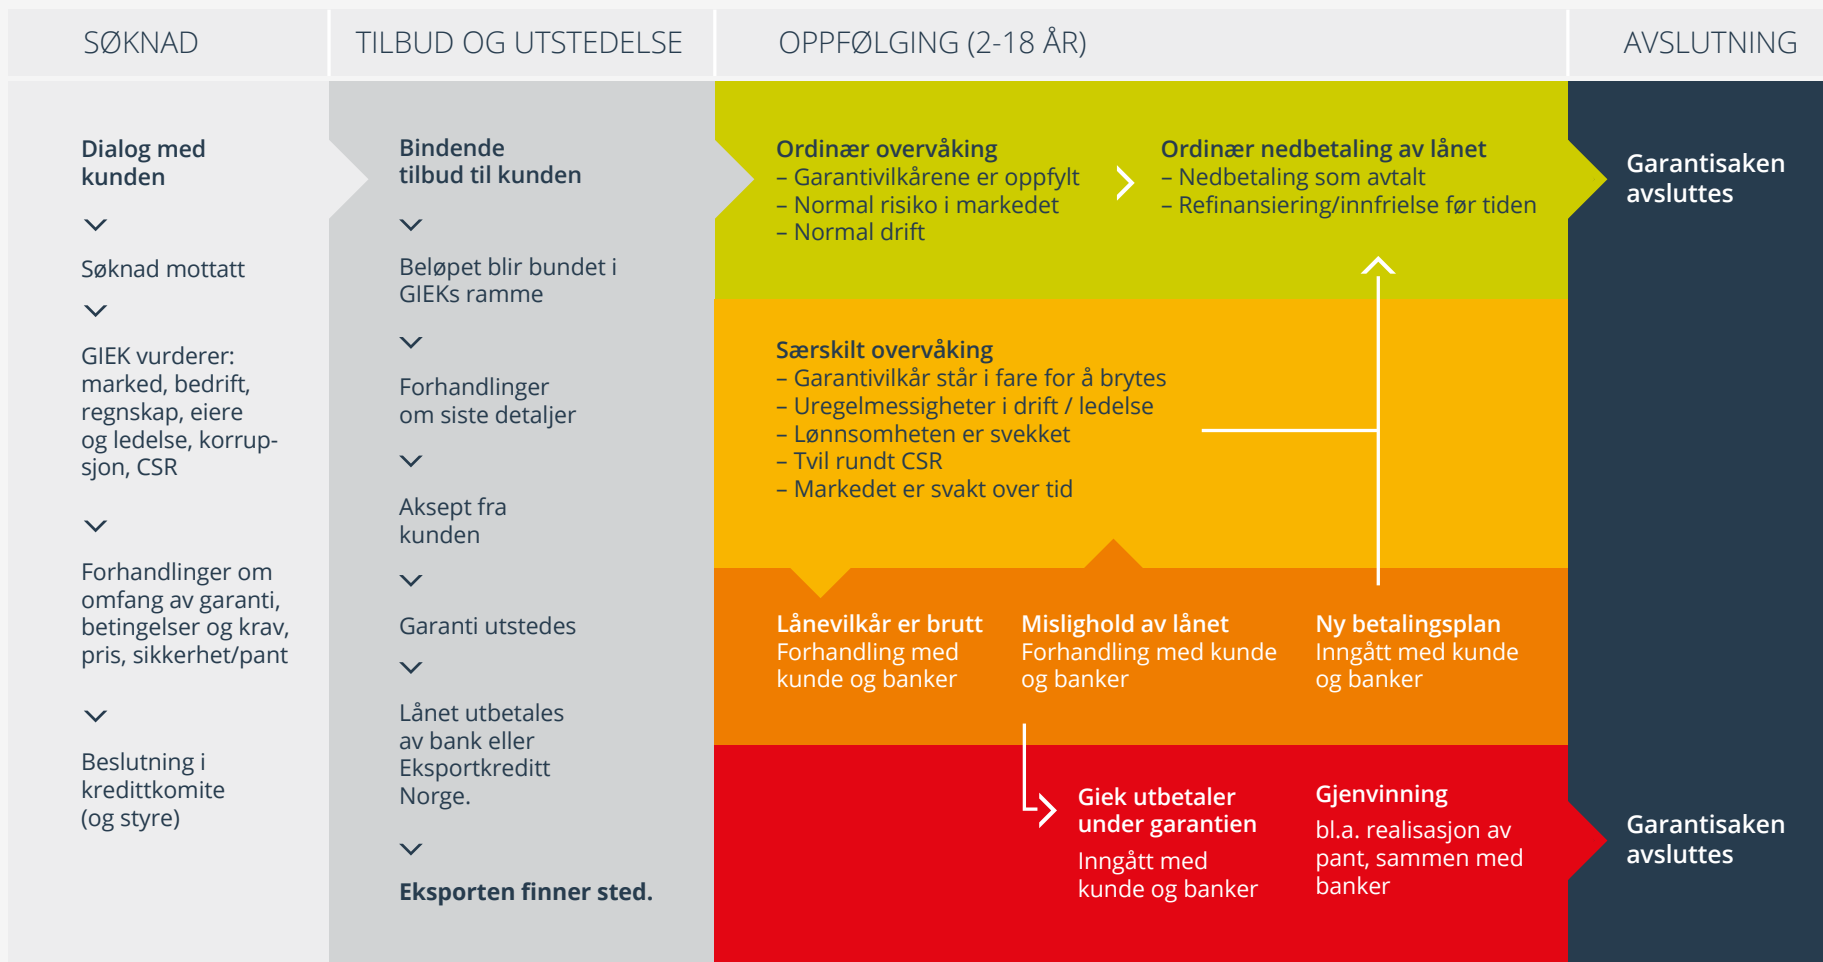 SØKNAD
TILBUD OG UTSTEDELSE
OPPFØLGING (2-18 ÅR)
AVSLUTNING
Dialog med
kunden
Søknad mottatt
GIEK vurderer:
marked, bedrift,
regnskap, eiere
og ledelse, korrup-
sjon, CSR
Forhandlinger om
omfang av garanti,
betingelser og krav,
pris, sikkerhet/pant
Beslutning i
kredittkomite
(og styre)
Bindende
tilbud til kunden
Beløpet blir bundet i
GIEKs ramme
Forhandlinger
om siste detaljer
Aksept fra
kunden
Garanti utstedes
Lånet utbetales
av bank eller
Eksportkreditt
Norge.
Eksporten finner sted.
Ordinær overvåking
– Garantivilkårene er oppfylt
– Normal risiko i markedet
– Normal drift
Ordinær nedbetaling av lånet
– Nedbetaling som avtalt
– Refinansiering/innfrielse før tiden
Særskilt overvåking
– Garantivilkår står i fare for å brytes
– Uregelmessigheter i drift / ledelse
– Lønnsomheten er svekket
– Tvil rundt CSR
– Markedet er svakt over tid
Lånevilkår er brutt
Forhandling med
kunde og banker
Mislighold av lånet
Forhandling med kunde
og banker
Ny betalingsplan
Inngått med kunde
og banker
Giek utbetaler
under garantien
Inngått med
kunde og banker
Gjenvinning
bl.a. realisasjon av
pant, sammen med
banker
Garantisaken
avsluttes
Garantisaken
avsluttes